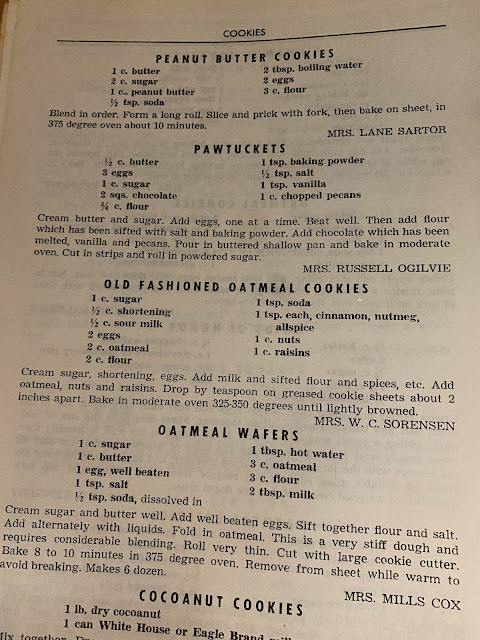 COOKIES
PEANUT BUTTER COOKIES
1 c. butter
2 c. sugar
1 c.. peanut butter
½ tsp. soda
2 tbsp. boiling water
2 eggs
3 c. flour
Blend in order. Form a long roll. Slice and prick with fork, then bake on sheet, in
375 degree oven about 10 minutes.
MRS. LANE SARTOR
PAWTUCKETS
½ c. butter
3 eggs
1 c. sugar
2 sqs. chocolate
¾ c. flour
1 tsp. baking powder
½ tsp. salt
1 tsp. vanilla
1 c. chopped pecans
Cream butter and sugar. Add eggs, one at a time. Beat well. Then add flour
which has been sifted with salt and baking powder. Add chocolate which has been
melted, vanilla and pecans. Pour in buttered shallow pan and bake in moderate
oven. Cut in strips and roll in powdered sugar.
MRS. RUSSELL OGILVIE
OLD FASHIONED OATMEAL COOKIES
1 c. sugar
½ c. shortening
½ c. sour milk
2 eggs
2 c. oatmeal
2 c. flour
1 tsp. soda
1 tsp. each, cinnamon, nutmeg,
allspice
1 c. nuts
1 c. raisins
Cream sugar, shortening, eggs. Add milk and sifted flour and spices, etc. Add
oatmeal, nuts and raisins. Drop by teaspoon on greased cookie sheets about 2
inches apart. Bake in moderate oven 325-350 degrees until lightly browned.
MRS. W. C. SORENSEN
OATMEAL WAFERS
1 c. sugar
1 c. butter
1 egg, well beaten
1 tsp. salt
½ tsp. soda, dissolved in
1 tbsp. hot water
3 c. oatmeal
3 c. flour
2 tbsp. milk
Cream sugar and butter well. Add well beaten eggs. Sift together flour and salt.
Add alternately with liquids. Fold in oatmeal. This is a very stiff dough and
requires considerable blending. Roll very thin. Cut with large cookie cutter.
Bake 8 to 10 minutes in 375 degree oven. Remove from sheet while warm to
avoid breaking. Makes 6 dozen.
MRS. MILLS COX
COCOANUT COOKIES
1 lb. dry cocoanut
1 can White House or Eagle Brand
together.